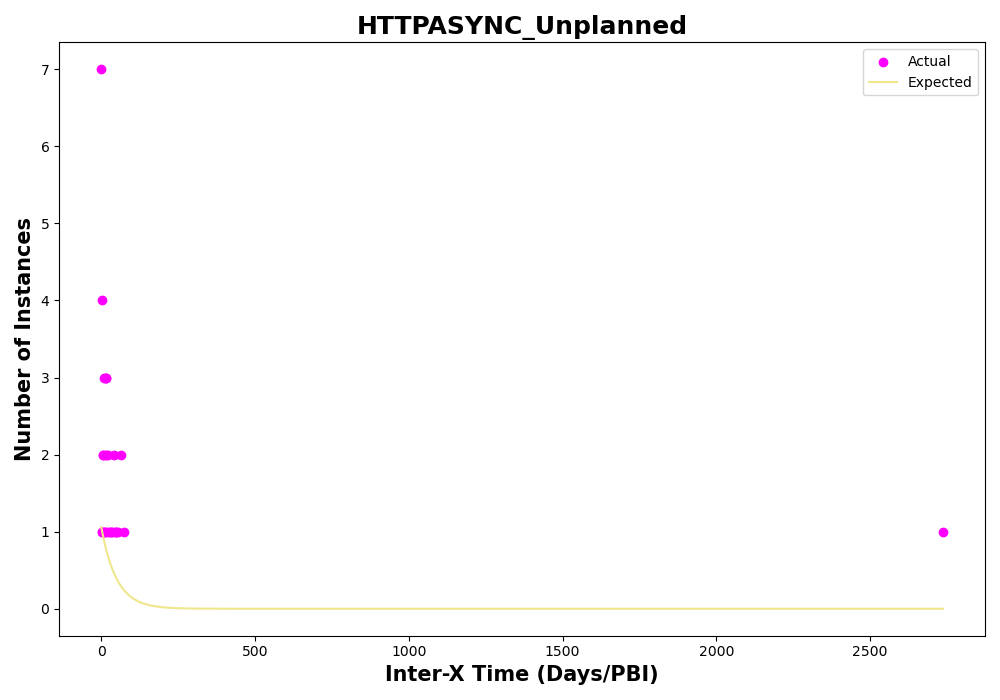 HTTPASYNC_Unplanned
Actual
Expected
Number of Instances
7
6
5
4
3
2
1
0
0
500
1000
1500
2000
2500
Inter-X Time (Days/PBI)